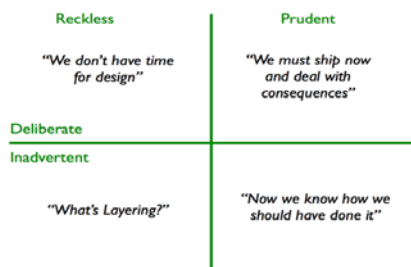 Reckless
Prudent
“We don’t have time
for design”
“We must ship now
and deal with
consequences”
Deliberate
Inadvertent
“What’s Layering?”
“Now we know how we
should have done it”